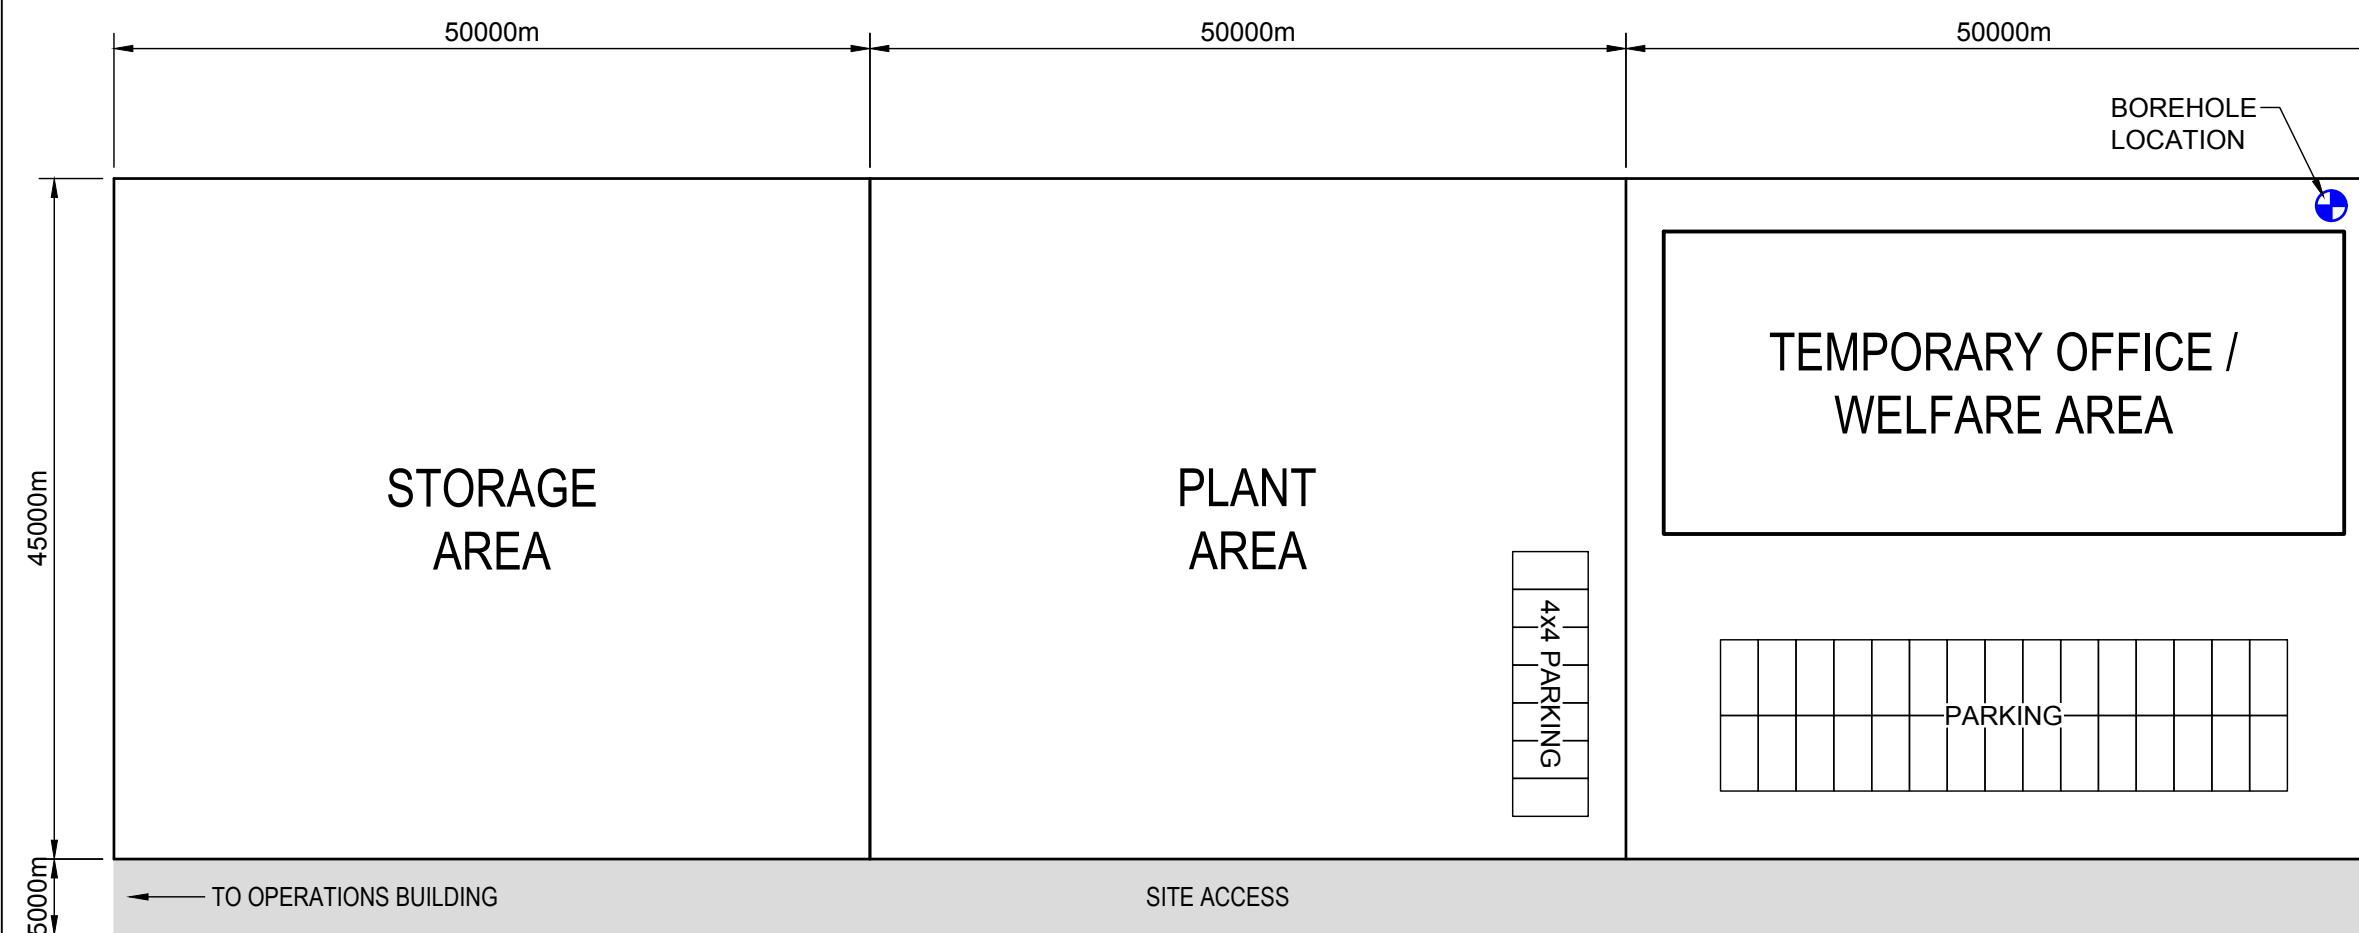 50000m
50000m
50000m
BOREHOLE
LOCATION
TEMPORARY OFFICE /
WELFARE AREA
STORAGE
AREA
PLANT
AREA
45000m
4x4 PARKING
PARKING
5000m
TO OPERATIONS BUILDING
SITE ACCESS